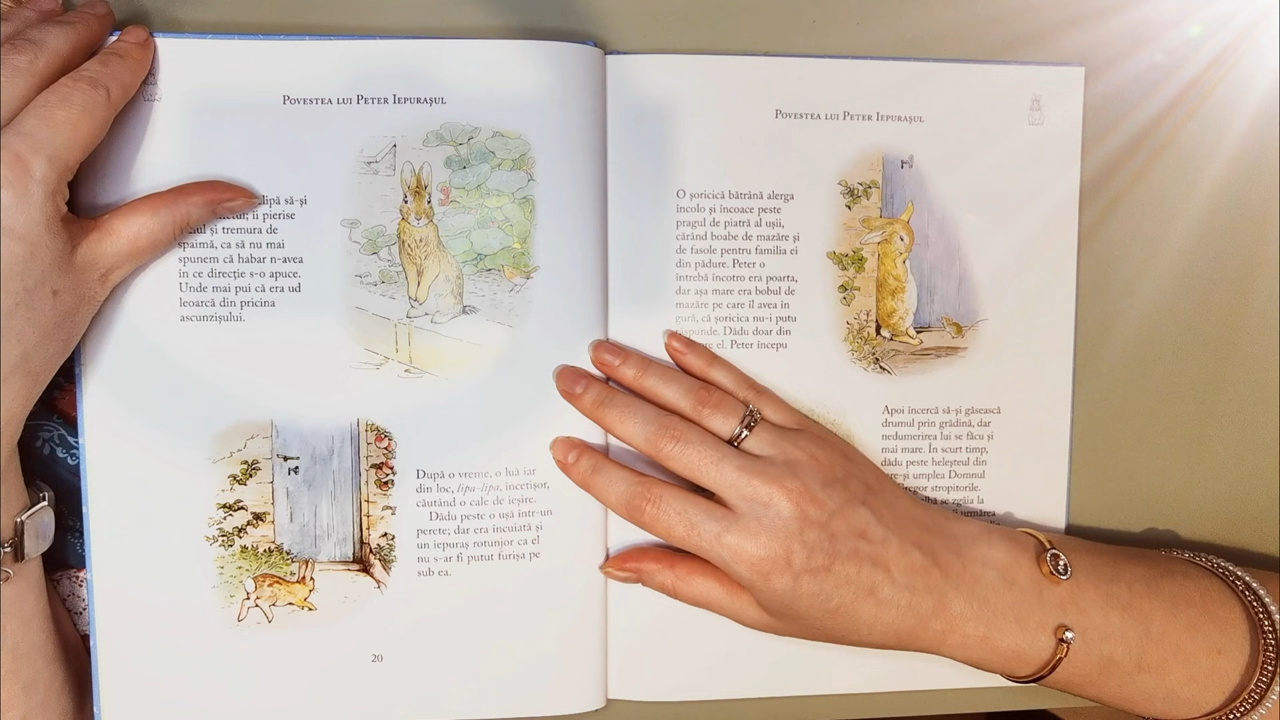 POVESTEA LUI PETER IEPURAȘUL
lipă să-și
îi pierise
și tremura de
spaimă, ca să nu mai
spunem că habar n-avea
în ce direcție s-o apuce.
Unde mai pui că era ud
leoarcă din pricina
ascunzișului.
După o vreme, o luă iar
din loc, lipa-lipa, încetișor,
căutând o cale de ieșire.
Dădu peste o ușă într-un
perete; dar era încuiată și
un iepuraș rotunjor ca el
nu s-ar fi putut furișa pe
sub ea.
20
POVESTEA LUI PETER IEPURAȘUL
O șoricică bătrână alerga
încolo și încoace peste
pragul de piatră al ușii,
cărând boabe de mazăre și
de fasole pentru familia ei
din pădure. Peter o
întrebă încotro era poarta,
dar așa mare era bobul de
mazăre pe care îl avea în
gură, că șoricica nu-i putu
răspunde. Dădu doar din
el. Peter începu
Apoi încercă să-și găsească
drumul prin grădină, dar
nedumerirea lui se făcu și
mai mare. În scurt timp,
dădu peste heleșteul din
care-și umplea Domnul
Gregor stropitorile.
se zgâia la
urmărea